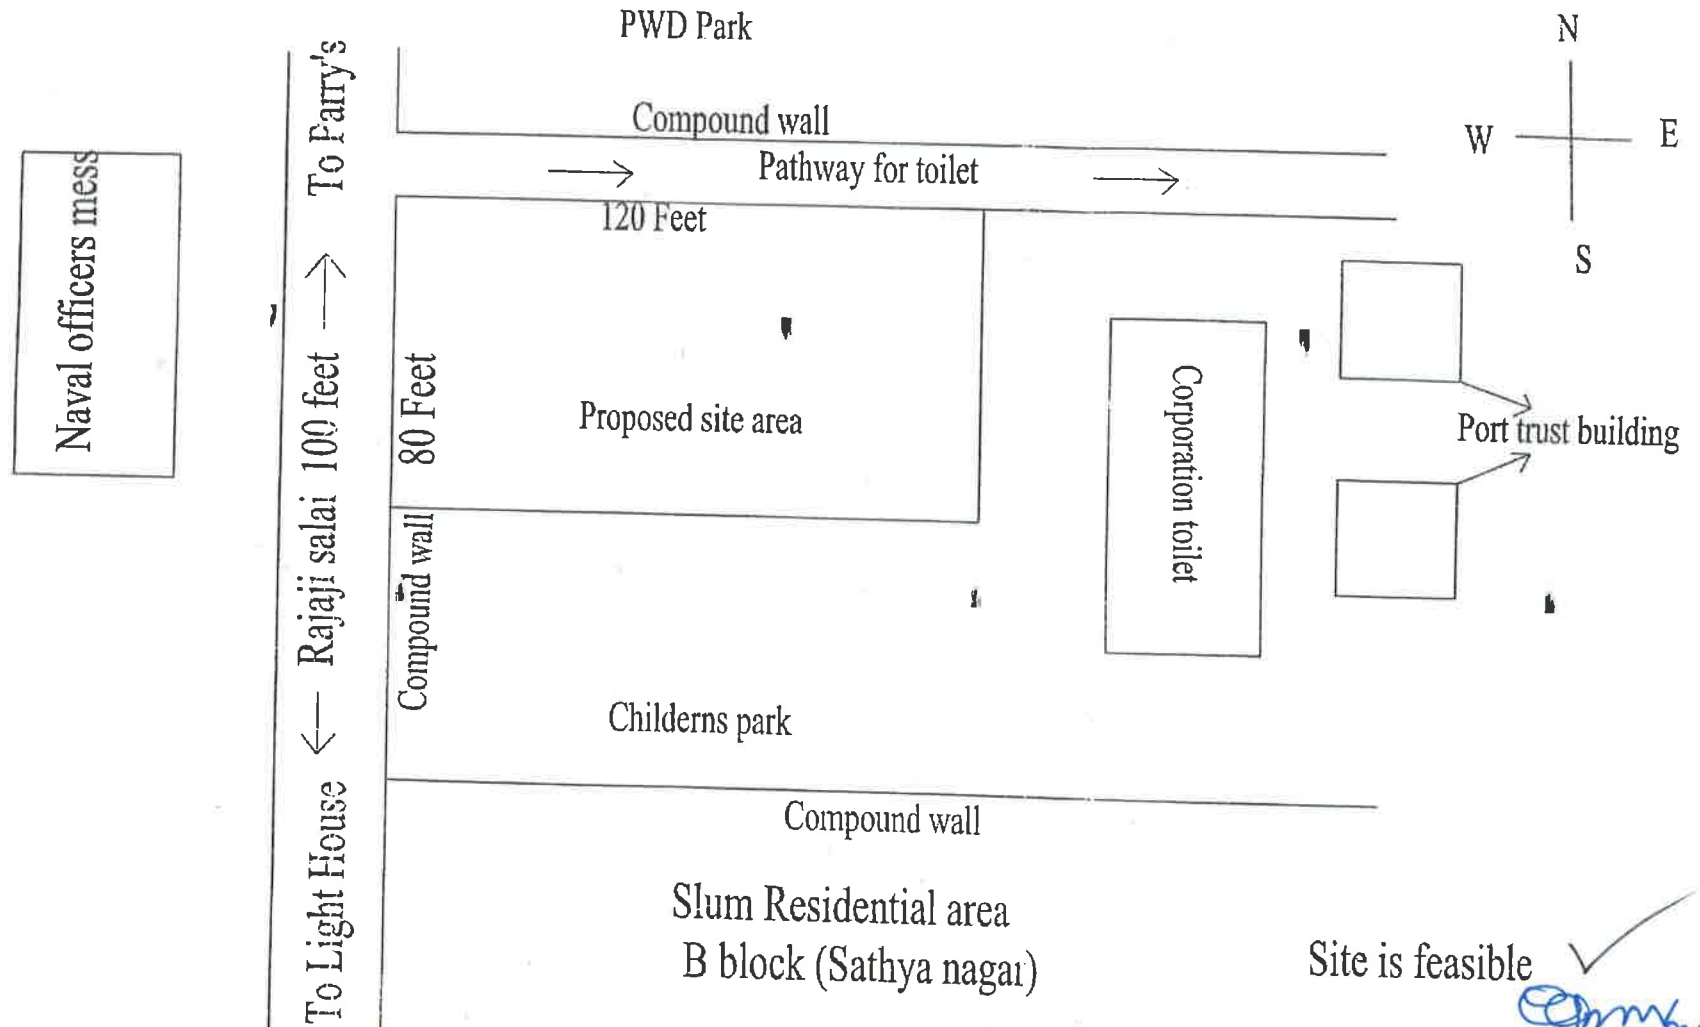 PWD Park
N
Compound wall
W
E
Pathway for toilet
S
120 Feet
Naval officers mess
To Parry's
Rajaji salai 100 feet
To Light House
80 Feet
Proposed site area
Corporation toilet
Port trust building
Compound wall
Childerns park
Compound wall
Slum Residential area
B block (Sathya nagar)
Site is feasible